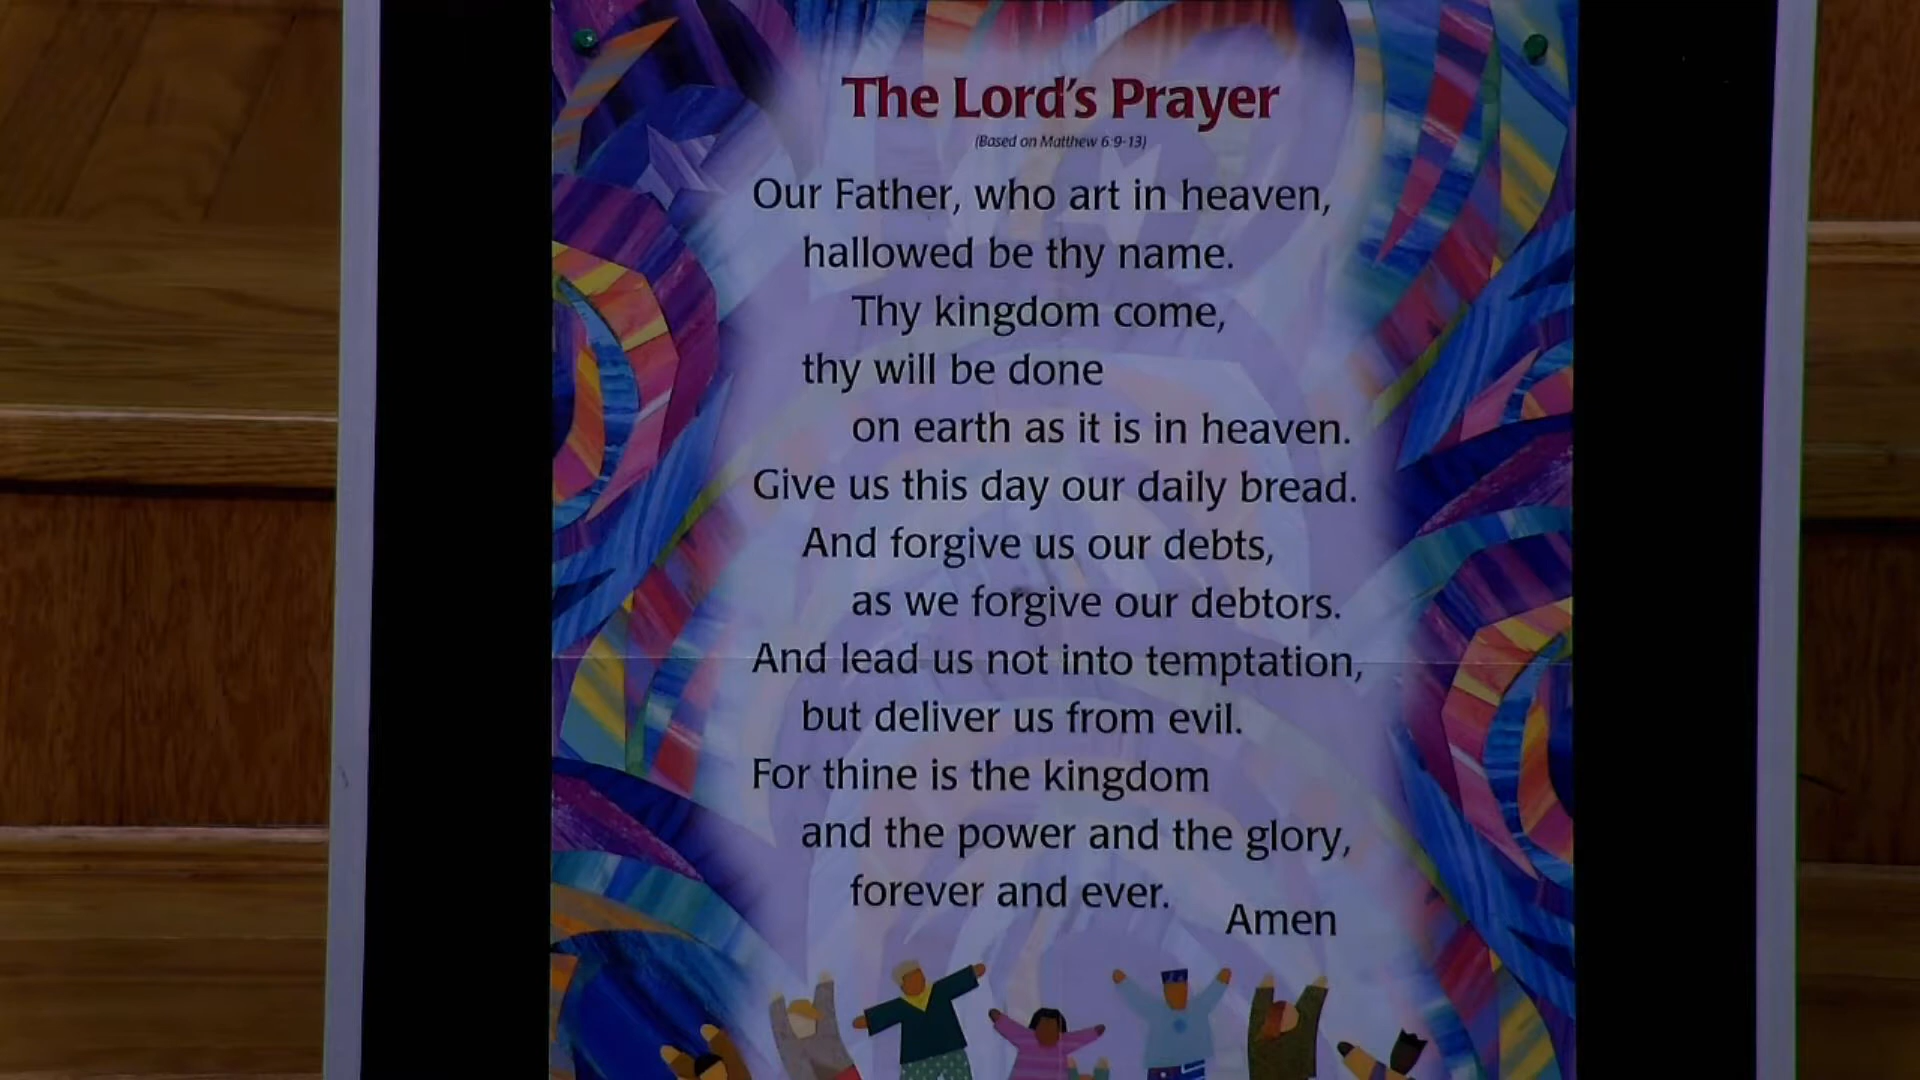 The Lord's Prayer
(Based on Matthew 6:9-13)
Our Father, who art in heaven,
hallowed be thy name.
Thy kingdom come,
thy will be done
on earth as it is in heaven.
Give us this day our daily bread.
And forgive us our debts,
as we forgive our debtors.
And lead us not into temptation,
but deliver us from evil.
For thine is the kingdom
and the power and the glory,
forever and ever.
Amen